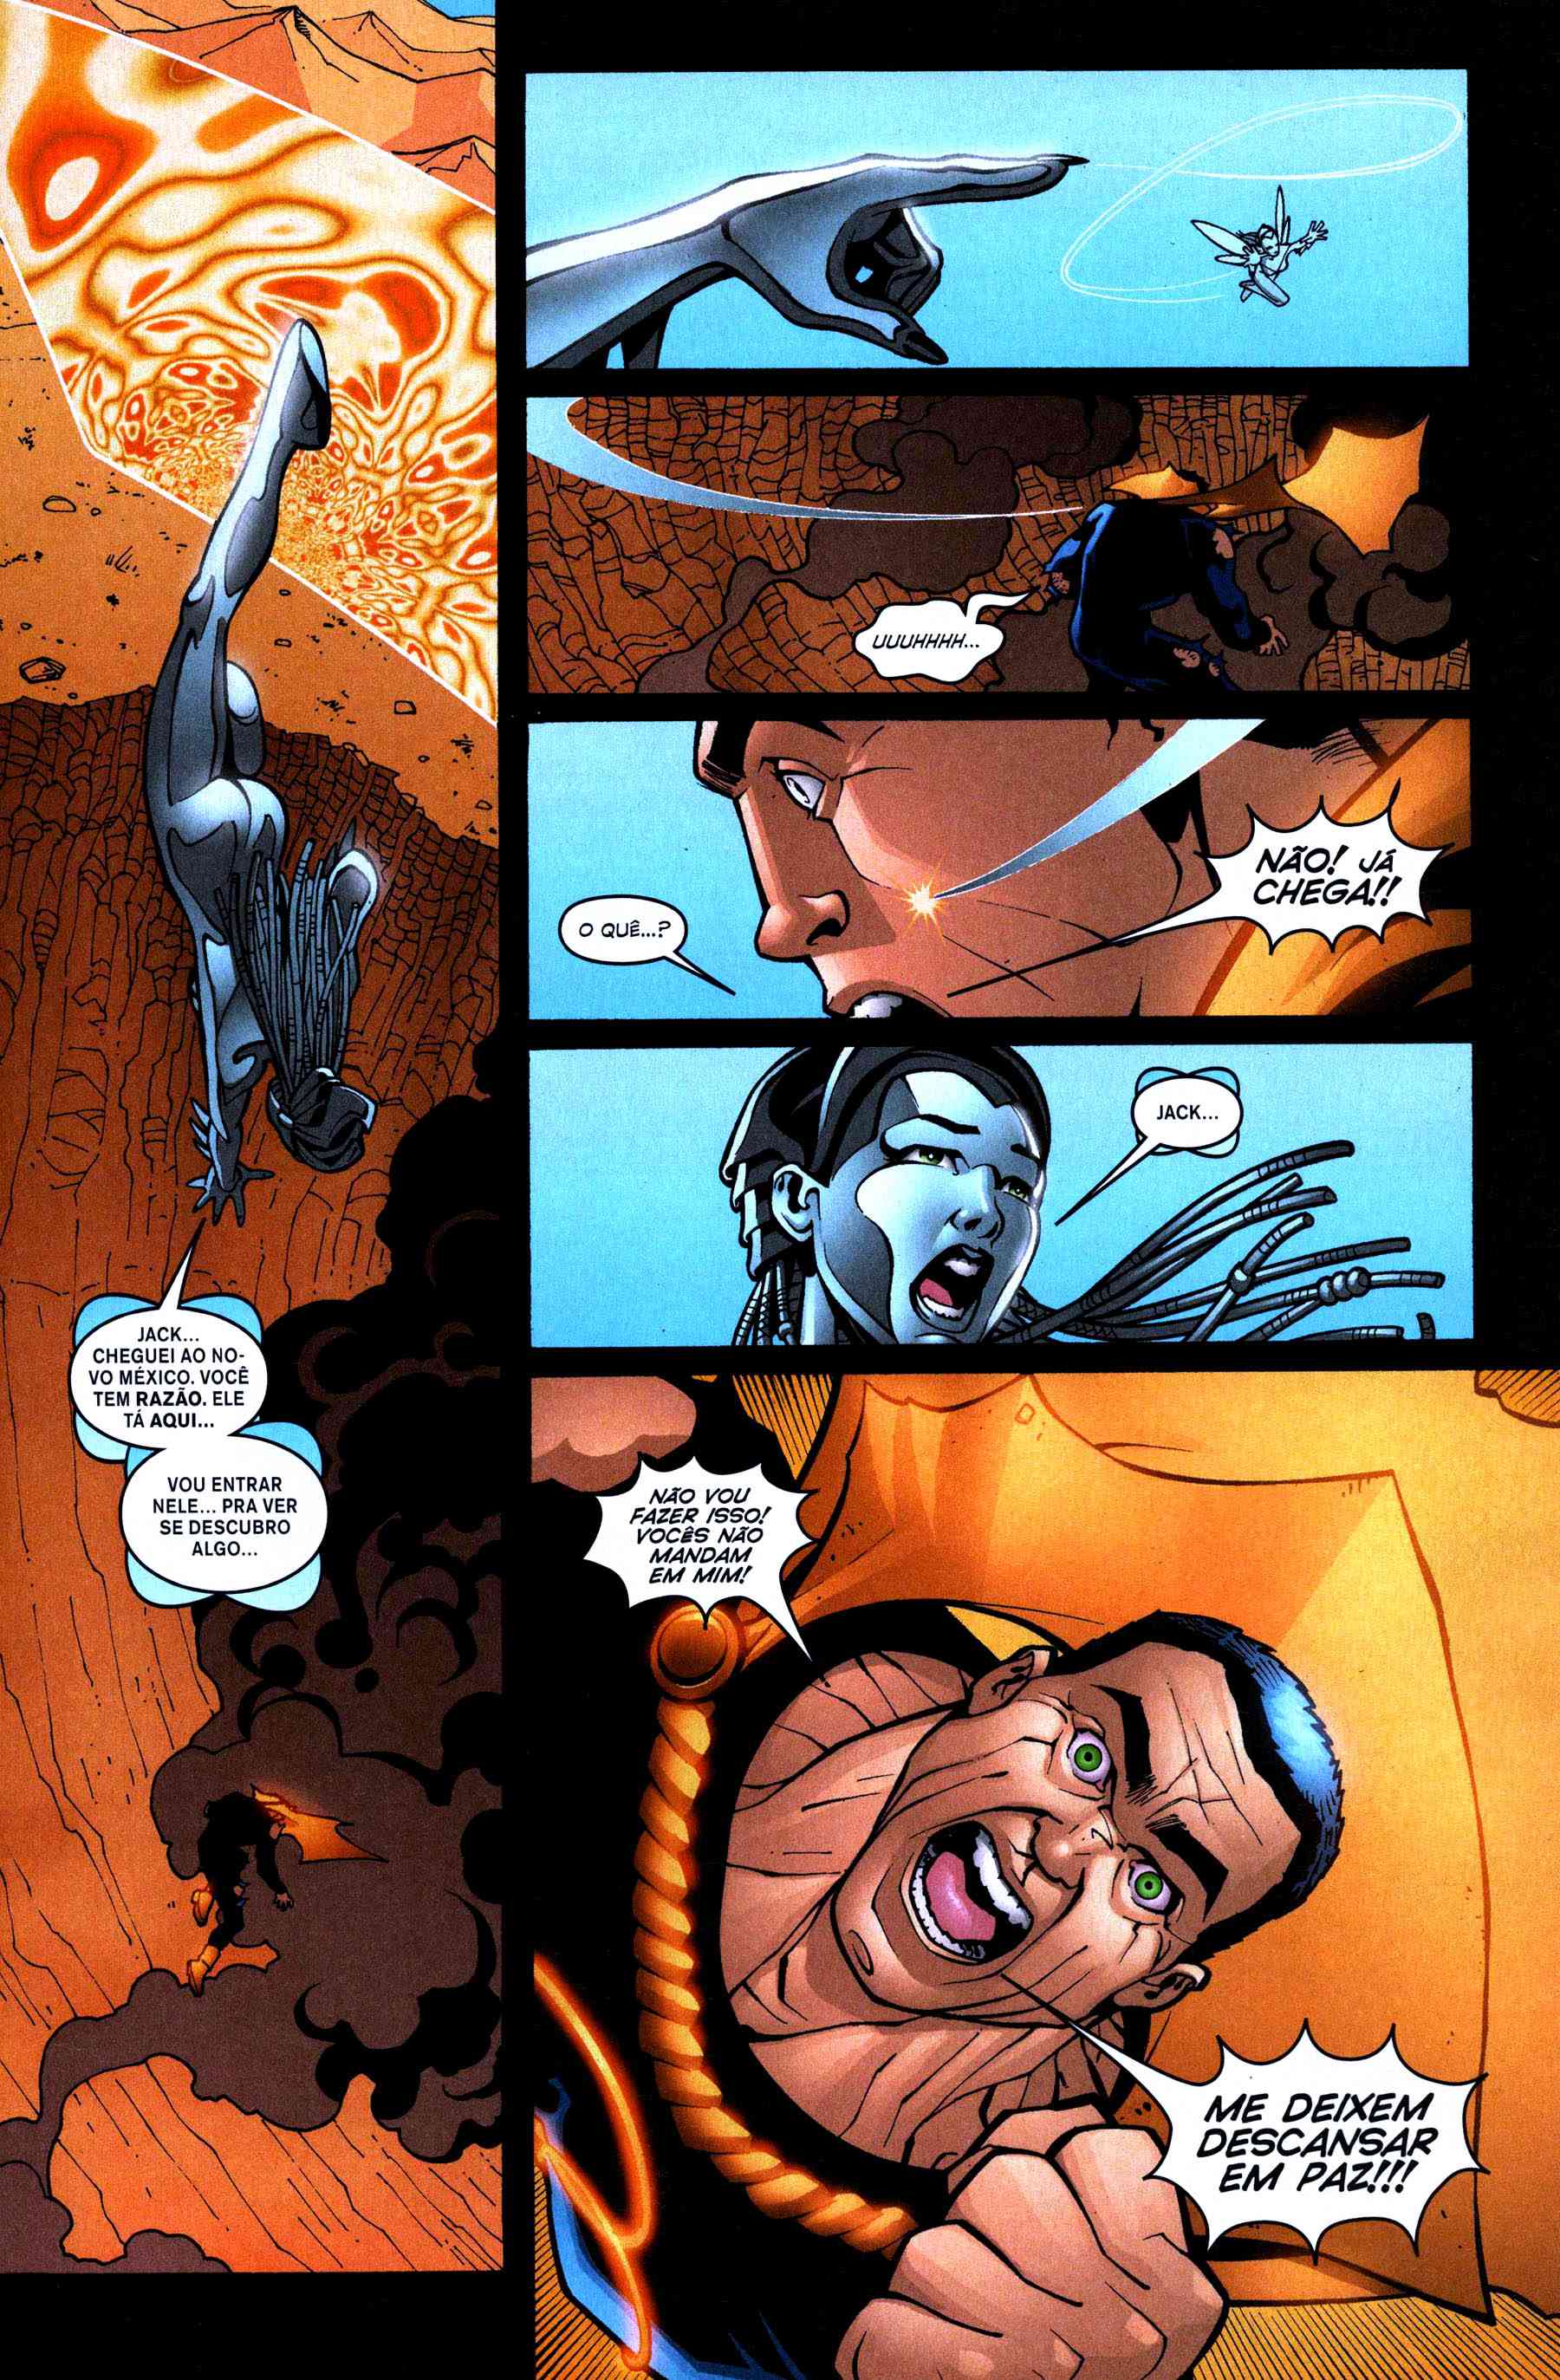 JACK...
CHEGUEI AO NO-
VO MÉXICO. VOCÊ
TEM RAZÃO. ELE
TÁ AQUI...
VOU ENTRAR
NELE... PRA VER
SE DESCUBRO
ALGO...
UUUHHHH...
O QUÊ...?
NÃO! JÁ
CHEGA!!
JACK...
NÃO VOU
FAZER ISSO!
VOCÊS NÃO
MANDAM
EM MIM!
ME DEIXEM
DESCANSAR
EM PAZ!!!